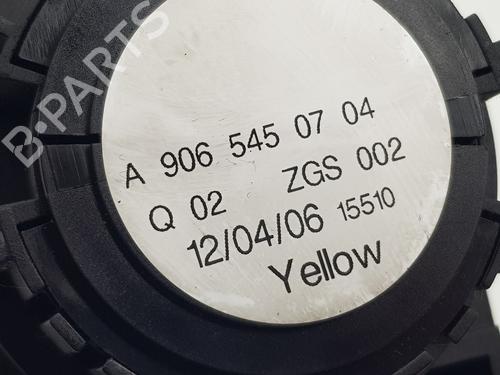 B-PARTS
A 906 545 07 04
Q 02 ZGS 002
12/04/06 15510
Yellow